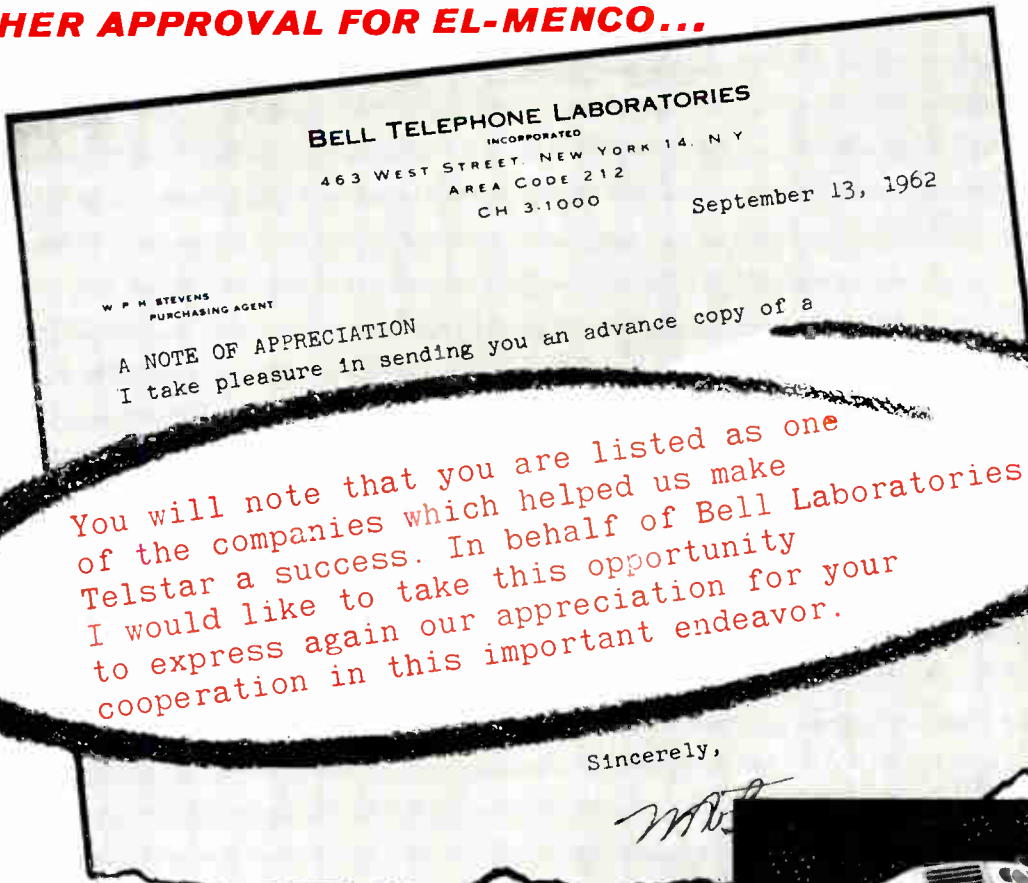 HER APPROVAL FOR EL-MENCO...
BELL TELEPHONE LABORATORIES
INCORPORATED
463 WEST STREET. NEW YORK 14. N Y
AREA CODE 212
CH 3-1000
September 13, 1962
W P H STEVENS
PURCHASING AGENT
A NOTE OF APPRECIATION
I take pleasure in sending you an advance copy of a
You will note that you are listed as one
of the companies which helped us make
Telstar a success. In behalf of Bell Laboratories
I would like to take this opportunity
to express again our appreciation for your
cooperation in this important endeavor.
Sincerely,